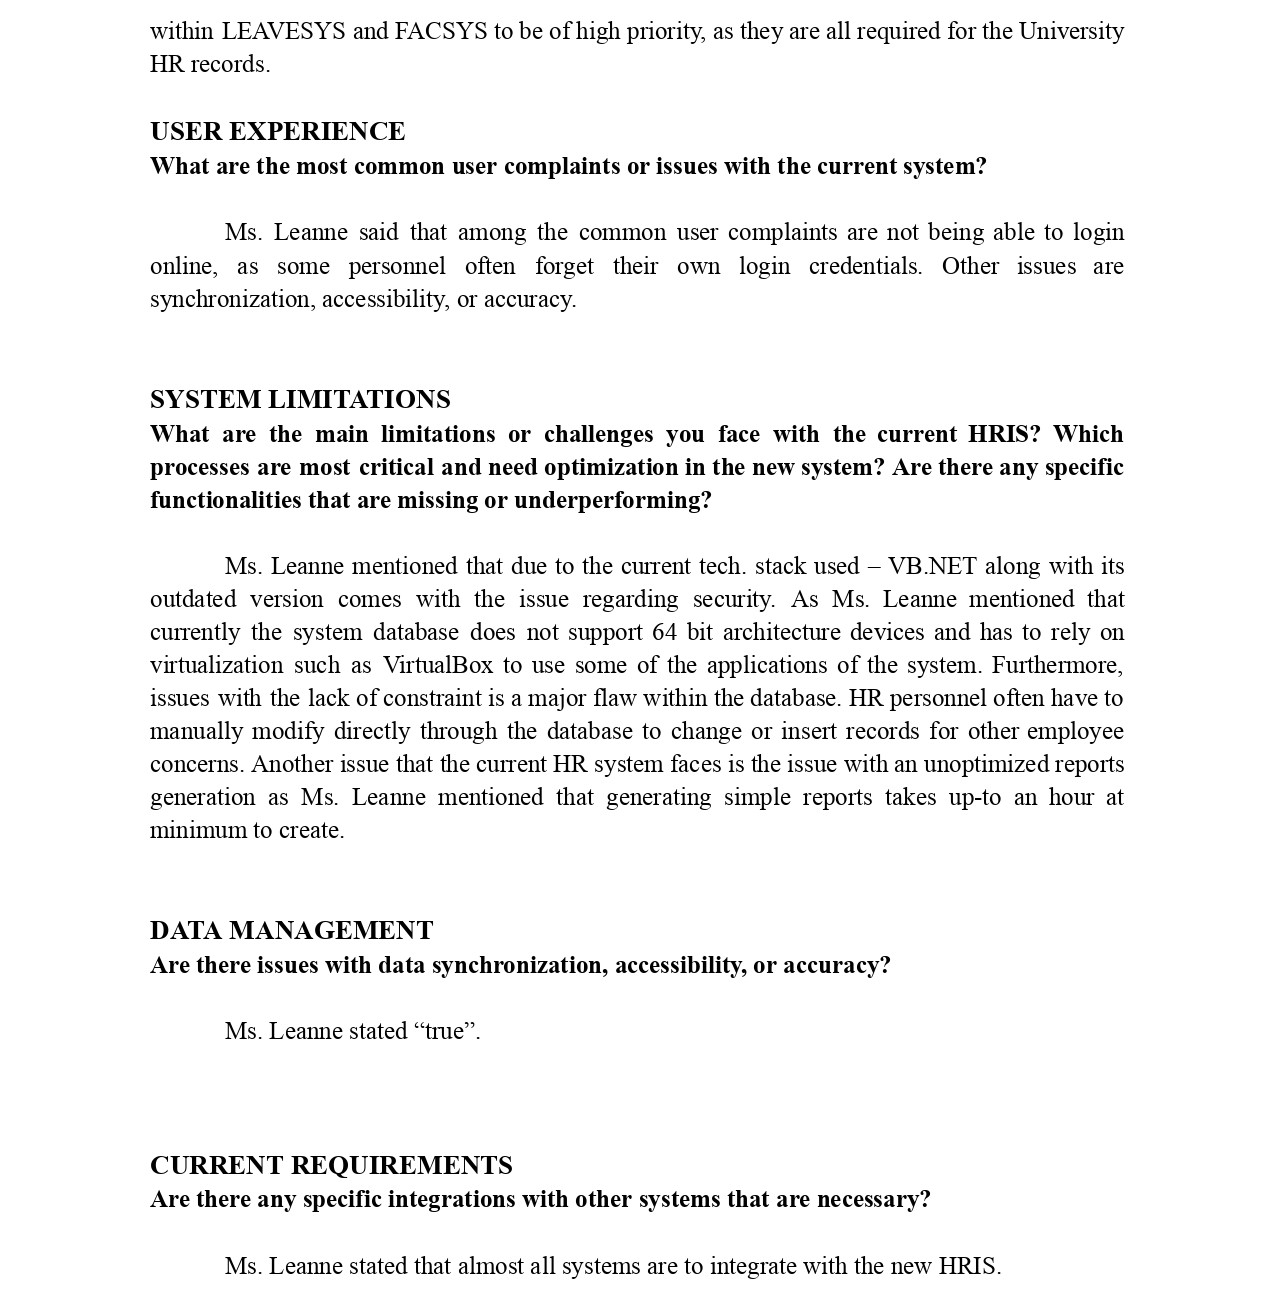 within LEAVESYS and FACSYS to be of high priority, as they are all required for the University
HR records.
USER EXPERIENCE
What are the most common user complaints or issues with the current system?
Ms. Leanne said that among the common user complaints are not being able to login
online, as some personnel often forget their own login credentials. Other issues are
synchronization, accessibility, or accuracy.
SYSTEM LIMITATIONS
What are the main limitations or challenges you face with the current HRIS? Which
processes are most critical and need optimization in the new system? Are there any specific
functionalities that are missing or underperforming?
Ms. Leanne mentioned that due to the current tech. stack used – VB.NET along with its
outdated version comes with the issue regarding security. As Ms. Leanne mentioned that
currently the system database does not support 64 bit architecture devices and has to rely on
virtualization such as VirtualBox to use some of the applications of the system. Furthermore,
issues with the lack of constraint is a major flaw within the database. HR personnel often have to
manually modify directly through the database to change or insert records for other employee
concerns. Another issue that the current HR system faces is the issue with an unoptimized reports
generation as Ms. Leanne mentioned that generating simple reports takes up-to an hour at
minimum to create.
DATA MANAGEMENT
Are there issues with data synchronization, accessibility, or accuracy?
Ms. Leanne stated “true”.
CURRENT REQUIREMENTS
Are there any specific integrations with other systems that are necessary?
Ms. Leanne stated that almost all systems are to integrate with the new HRIS.